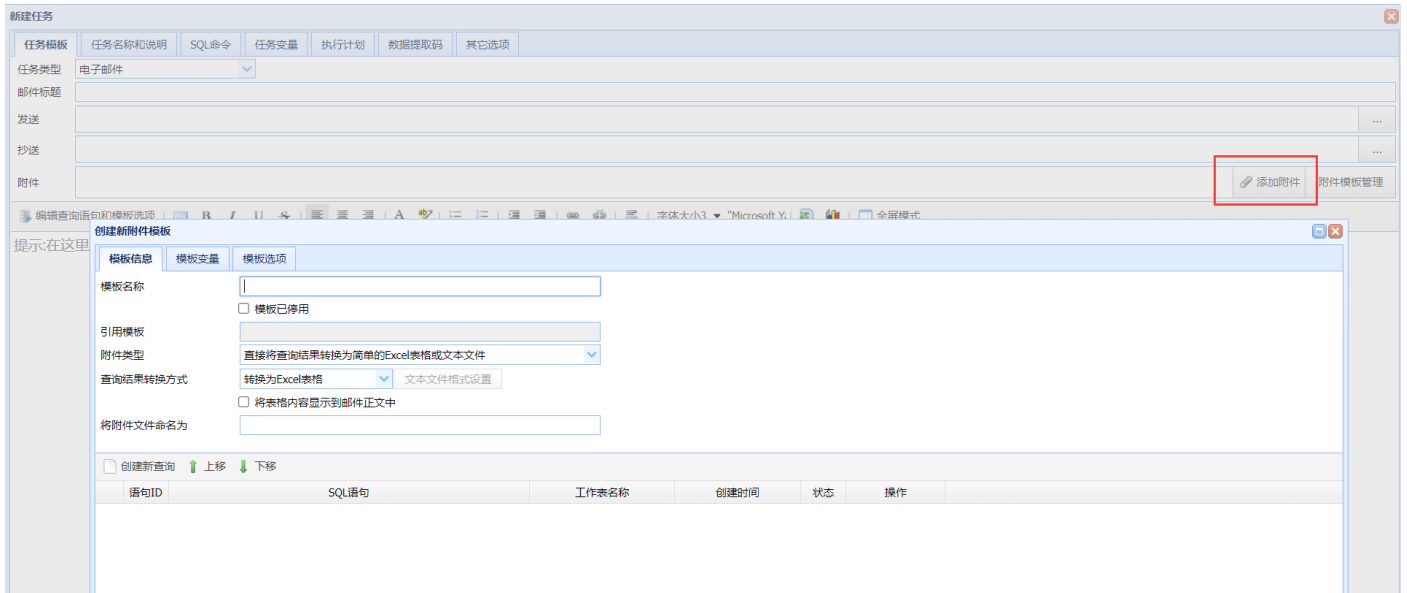 新建任务
任务模板 任务名称和说明 SQL命令 任务变量 执行计划 数据提取码 其它选项
任务类型 电子邮件
邮件标题
发送 ...
抄送 ...
附件 添加附件 附件模板管理
编辑查询语句和模板选项 B I U S A 字体大小3 "Microsoft Ya 全屏模式
提示:在这里
创建新附件模板
模板信息 模板变量 模板选项
模板名称
模板已停用
引用模板
附件类型 直接将查询结果转换为简单的Excel表格或文本文件
查询结果转换方式 转换为Excel表格 文本文件格式设置
将表格内容显示到邮件正文中
将附件文件命名为
创建新查询 上移 下移
语句ID SQL语句 工作表名称 创建时间 状态 操作